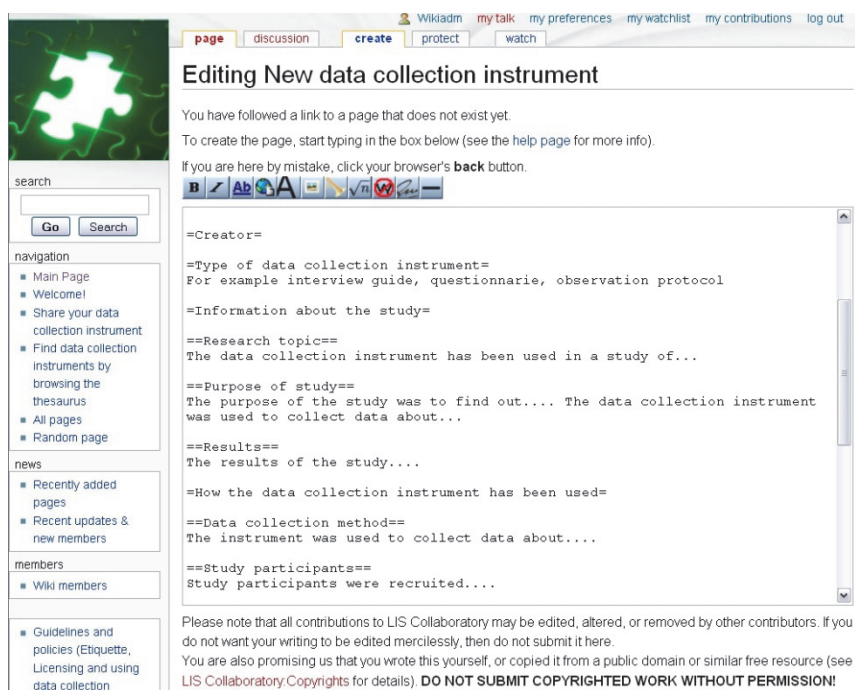 Wikiadm my talk my preferences my watchlist my contributions log out
page discussion create protect watch
Editing New data collection instrument
You have followed a link to a page that does not exist yet.
To create the page, start typing in the box below (see the help page for more info).
If you are here by mistake, click your browser's back button.
=Creator=
=Type of data collection instrument=
For example interview guide, questionnarie, observation protocol
=Information about the study=
==Research topic==
The data collection instrument has been used in a study of...
==Purpose of study==
The purpose of the study was to find out.... The data collection instrument
was used to collect data about...
==Results==
The results of the study....
=How the data collection instrument has been used=
==Data collection method==
The instrument was used to collect data about....
==Study participants==
Study participants were recruited....
Please note that all contributions to LIS Collaboratory may be edited, altered, or removed by other contributors. If you
do not want your writing to be edited mercilessly, then do not submit it here.
You are also promising us that you wrote this yourself, or copied it from a public domain or similar free resource (see
LIS Collaboratory:Copyrights for details). DO NOT SUBMIT COPYRIGHTED WORK WITHOUT PERMISSION!
search
Go Search
navigation
Main Page
Welcome!
Share your data
collection instrument
Find data collection
instruments by
browsing the
thesaurus
All pages
Random page
news
Recently added
pages
Recent updates &
new members
members
Wiki members
Guidelines and
policies (Etiquette,
Licensing and using
data collection